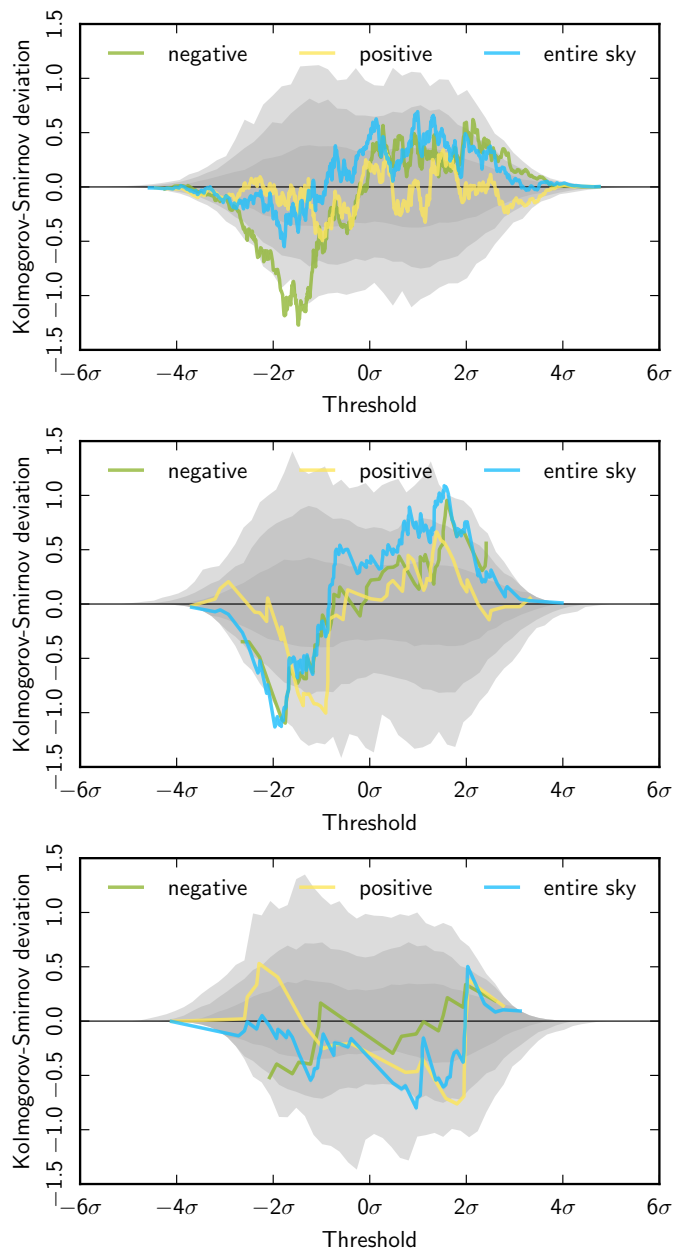 1.5
negative positive entire sky
1.0
0.5
0.0
−0.5
−1.0
−1.5
Kolmogorov-Smirnov deviation
−6σ −4σ −2σ 0σ 2σ 4σ 6σ
Threshold
1.5
negative positive entire sky
1.0
0.5
0.0
−0.5
−1.0
−1.5
Kolmogorov-Smirnov deviation
−6σ −4σ −2σ 0σ 2σ 4σ 6σ
Threshold
1.5
negative positive entire sky
1.0
0.5
0.0
−0.5
−1.0
−1.5
Kolmogorov-Smirnov deviation
−6σ −4σ −2σ 0σ 2σ 4σ 6σ
Threshold